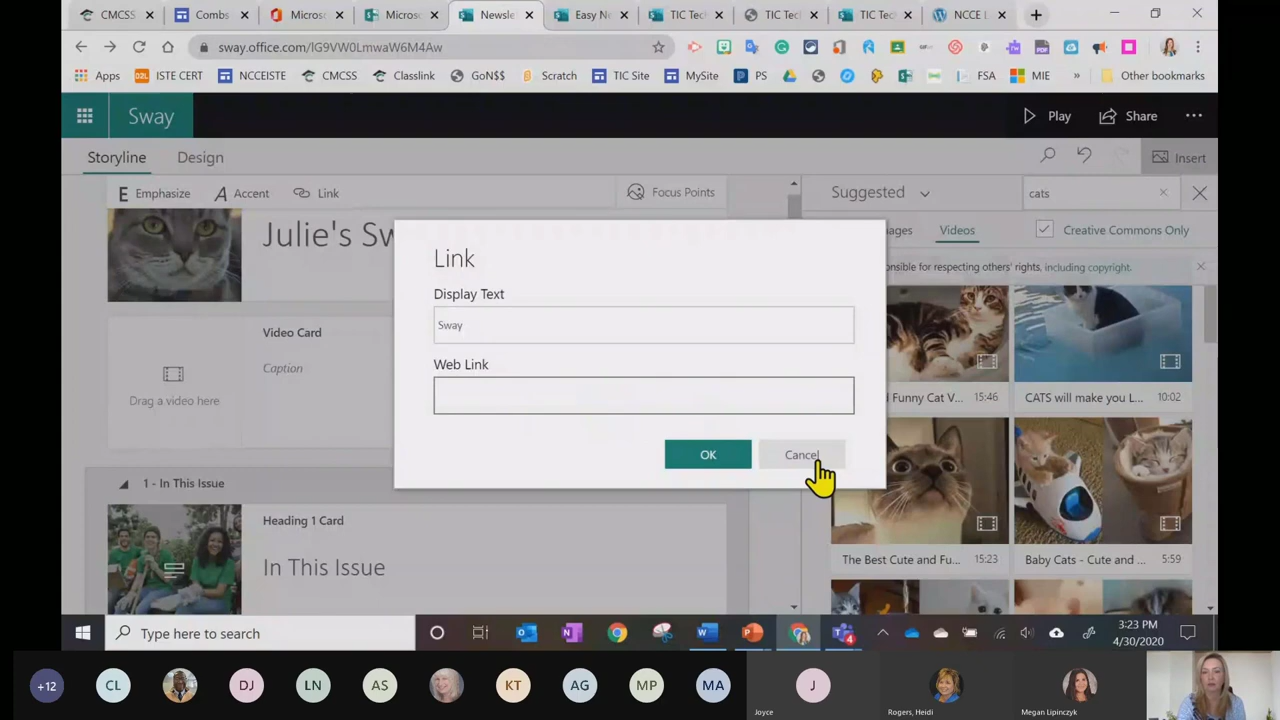 CMCSS
Combs
Micros
Micros
Newsle
Easy Ne
TIC Tec
TIC Tec
TIC Tec
NCCE L
sway.office.com/lG9VW0LmwaW6M4Aw
Apps
D2L
ISTE CERT
NCCEISTE
CMCSS
Classlink
GoN$$
Scratch
TIC Site
MySite
PS
FSA
MIE
»
Other bookmarks
Sway
Play
Share
Storyline
Design
Insert
E Emphasize
A Accent
Link
Focus Points
Suggested
cats
Julie's Sw
ages
Videos
Creative Commons Only
ponsible for respecting others' rights, including copyright.
Link
Display Text
Sway
Web Link
OK
Cancel
Video Card
Caption
Drag a video here
d Funny Cat V... 15:46
CATS will make you L... 10:02
1 - In This Issue
Heading 1 Card
In This Issue
The Best Cute and Fu... 15:23
Baby Cats - Cute and ... 5:59
Type here to search
3:23 PM
4/30/2020
+12
CL
DJ
LN
AS
KT
AG
MP
MA
J
Joyce
Rogers, Heidi
Megan Lipinczyk